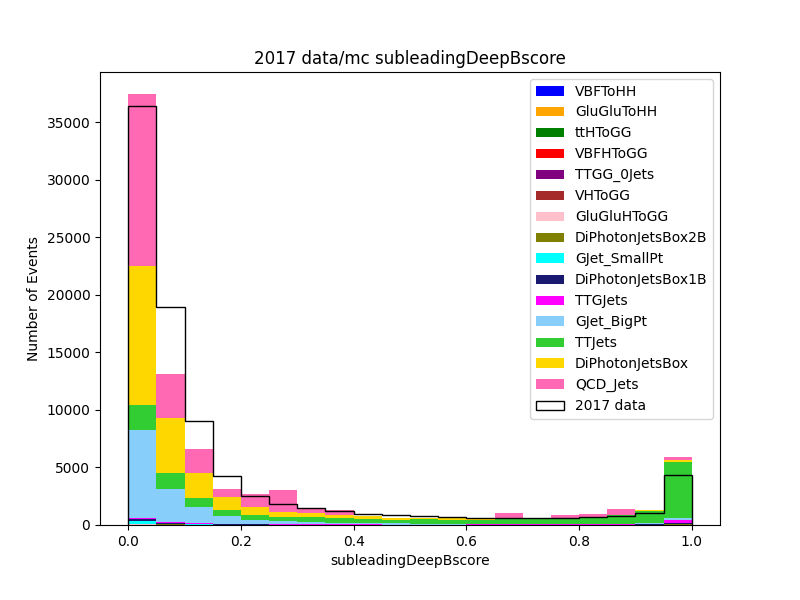 2017 data/mc subleadingDeepBscore
Number of Events
35000
30000
25000
20000
15000
10000
5000
0
0.0
0.2
0.4
0.6
0.8
1.0
subleadingDeepBscore
VBFToHH
GluGluToHH
ttHToGG
VBFHToGG
TTGG_0Jets
VHToGG
GluGluHToGG
DiPhotonJetsBox2B
GJet_SmallPt
DiPhotonJetsBox1B
TTGJets
GJet_BigPt
TTJets
DiPhotonJetsBox
QCD_Jets
2017 data